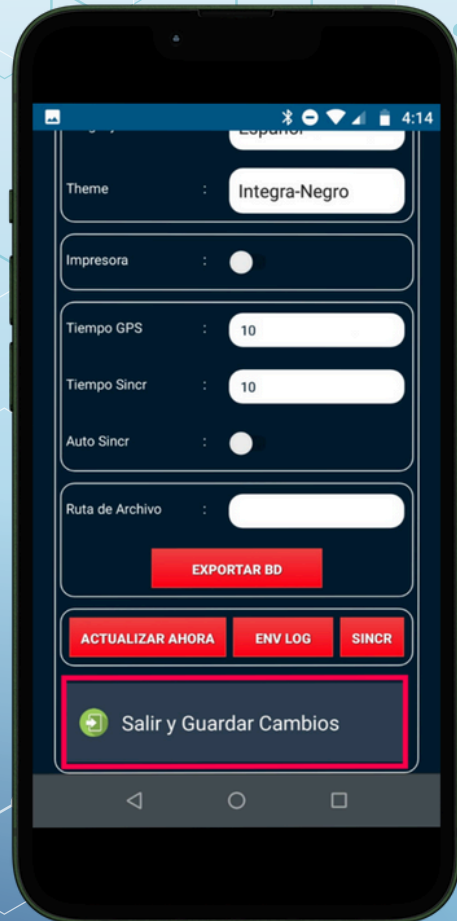 4:14
Español
Theme : Integra-Negro
Impresora :
Tiempo GPS : 10
Tiempo Sincr : 10
Auto Sincr :
Ruta de Archivo :
EXPORTAR BD
ACTUALIZAR AHORA ENV LOG SINCR
Salir y Guardar Cambios